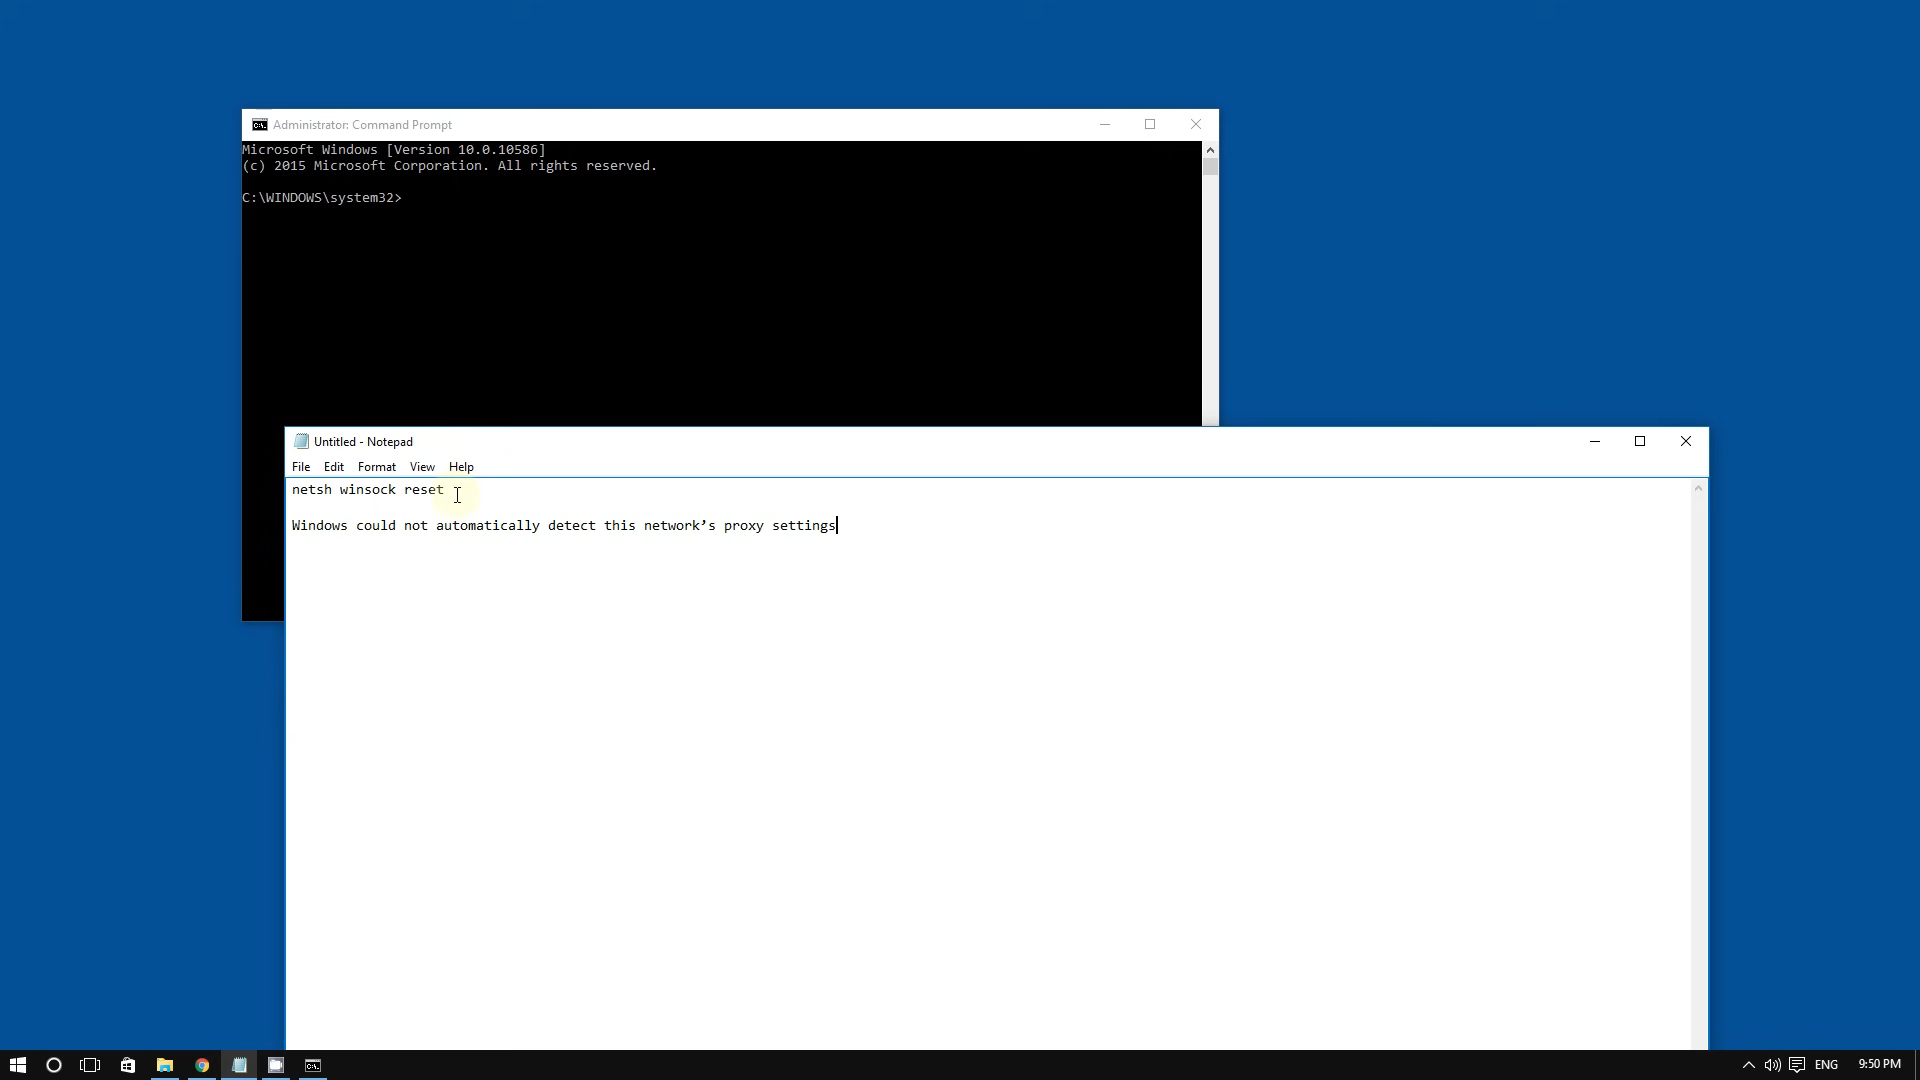 Administrator: Command Prompt
Microsoft Windows [Version 10.0.10586]
(c) 2015 Microsoft Corporation. All rights reserved.
C:\WINDOWS\system32>
Untitled - Notepad
File Edit Format View Help
netsh winsock reset
Windows could not automatically detect this network’s proxy settings
ENG 9:50 PM